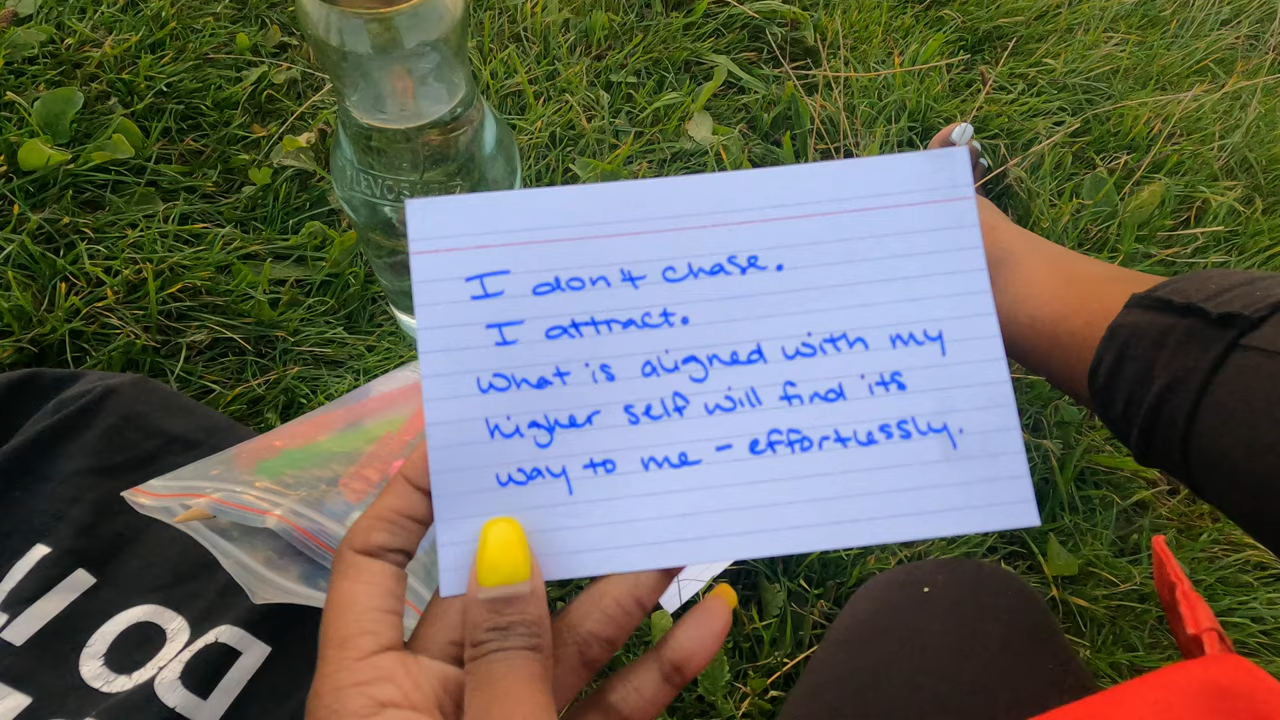 I don't chase.
I attract.
What is aligned with my
higher self will find its
way to me - effortlessly.